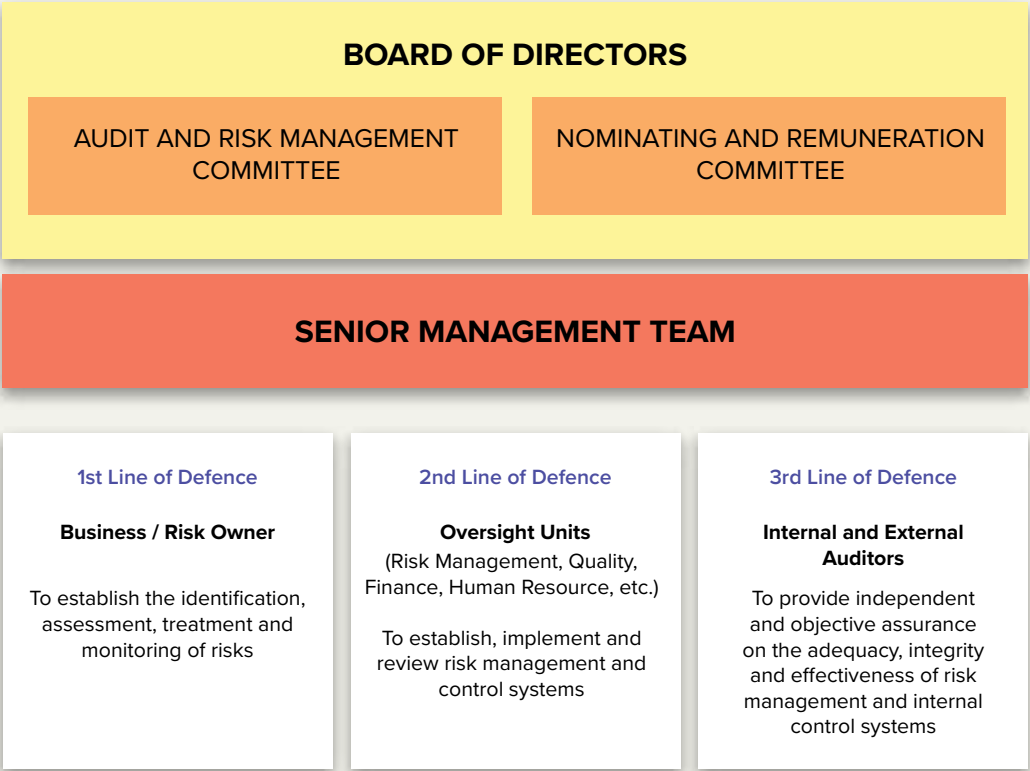 BOARD OF DIRECTORS
AUDIT AND RISK MANAGEMENT
COMMITTEE
NOMINATING AND REMUNERATION
COMMITTEE
SENIOR MANAGEMENT TEAM
1st Line of Defence
Business / Risk Owner
To establish the identification,
assessment, treatment and
monitoring of risks
2nd Line of Defence
Oversight Units
(Risk Management, Quality,
Finance, Human Resource, etc.)
To establish, implement and
review risk management and
control systems
3rd Line of Defence
Internal and External
Auditors
To provide independent
and objective assurance
on the adequacy, integrity
and effectiveness of risk
management and internal
control systems